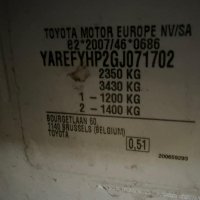 TOYOTA MOTOR EUROPE NV/SA
e2*2007/46*0686
YAREFYHP2GJ071702
2350 KG
3430 KG
1 - 1200 KG
2 - 1400 KG
BOURGETLAAN 60
1140 BRUSSELS (BELGIUM)
TOYOTA
0,51
200659293